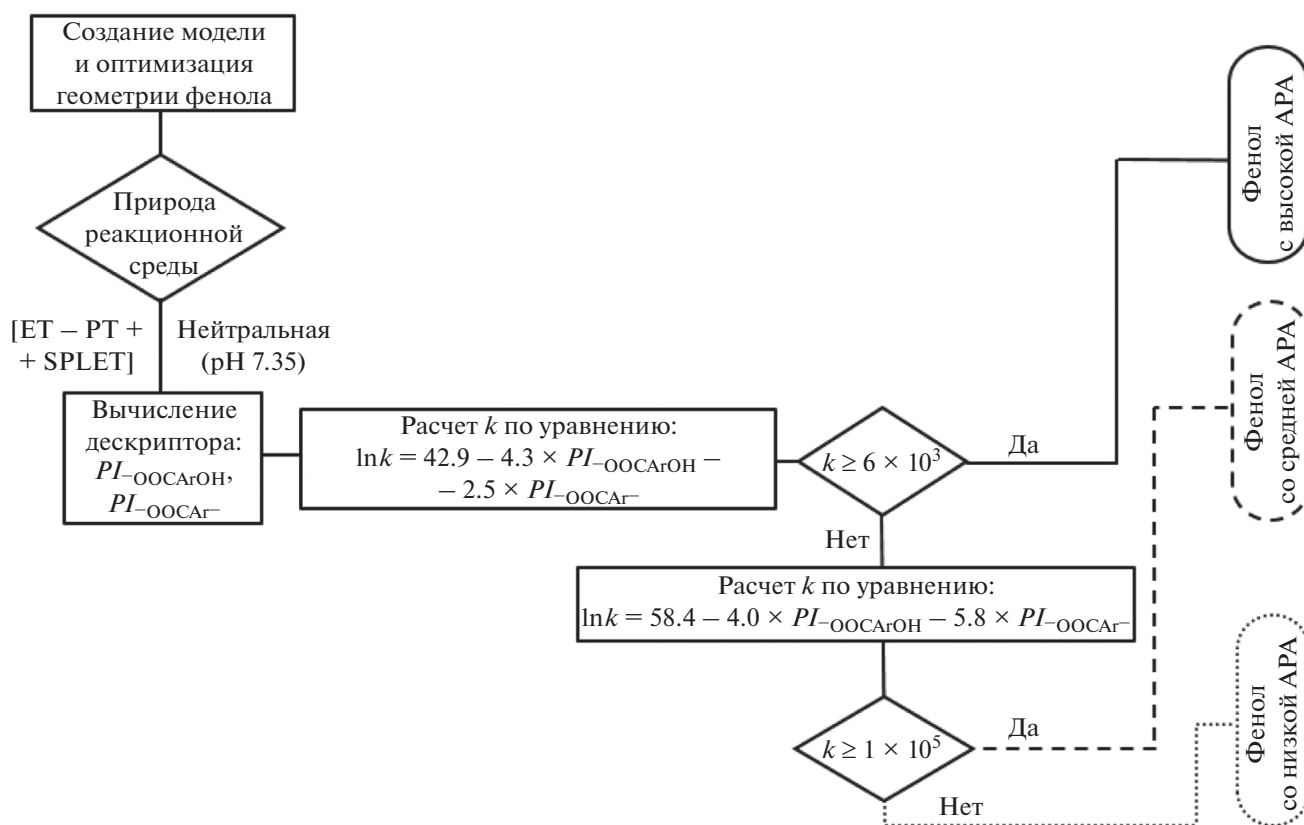 Создание модели
и оптимизация
геометрии фенола
Природа
реакционной
среды
[ET – PT +
+ SPLET]
Нейтральная
(pH 7.35)
Вычисление
дескриптора:
PI₋OOCArOH,
PI₋OOCAr⁻
Расчет k по уравнению:
lnk = 42.9 – 4.3 × PI₋OOCArOH –
– 2.5 × PI₋OOCAr⁻
k ≥ 6 × 10³
Да
Нет
Расчет k по уравнению:
lnk = 58.4 – 4.0 × PI₋OOCArOH – 5.8 × PI₋OOCAr⁻
k ≥ 1 × 10⁵
Да
Нет
Фенол
с высокой АРА
Фенол
со средней АРА
Фенол
со низкой АРА